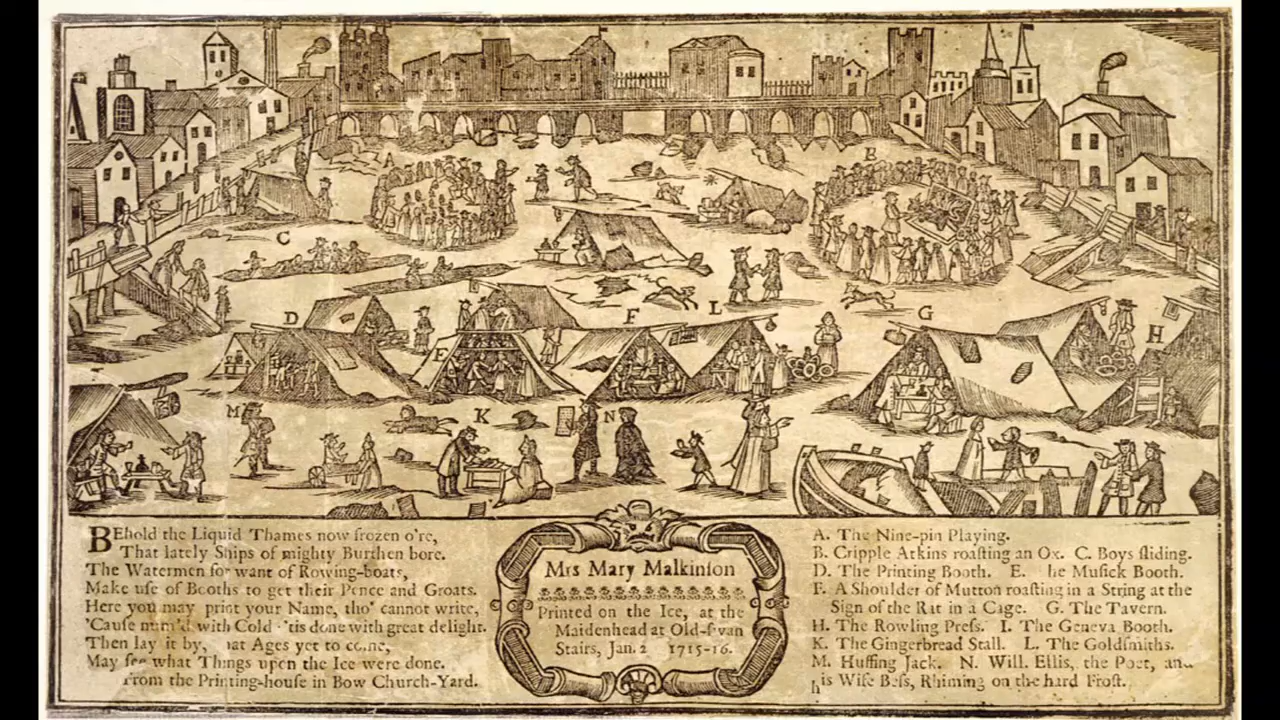 A
B
C
L
D
F
G
H
E
M
K
N
BEhold the Liquid Thames now frozen o're,
That lately Ships of mighty Burthen bore.
The Watermen for want of Rowing-boats,
Make use of Booths to get their Pence and Groats.
Here you may print your Name, tho' cannot write,
'Cause num'd with Cold 'tis done with great delight.
Then lay it by, hat Ages yet to come,
May see what Things upon the Ice were done.
From the Printing-house in Bow Church-Yard.
Mrs Mary Malkinson
Printed on the Ice, at the
Maidenhead at Old-Swan
Stairs, Jan. 2 1715-16.
A. The Nine-pin Playing.
B. Cripple Atkins roaſting an Ox. C. Boys ſliding.
D. The Printing Booth. E. he Muſick Booth.
F. A Shoulder of Mutton roaſting in a String at the
Sign of the Rat in a Cage. G. The Tavern.
H. The Rowling Preſs. I. The Geneva Booth.
K. The Gingerbread Stall. L. The Goldſmiths.
M. Huffing Jack. N. Will. Ellis, the Poet, and
his Wife Beſs, Rhiming on the hard Froſt.